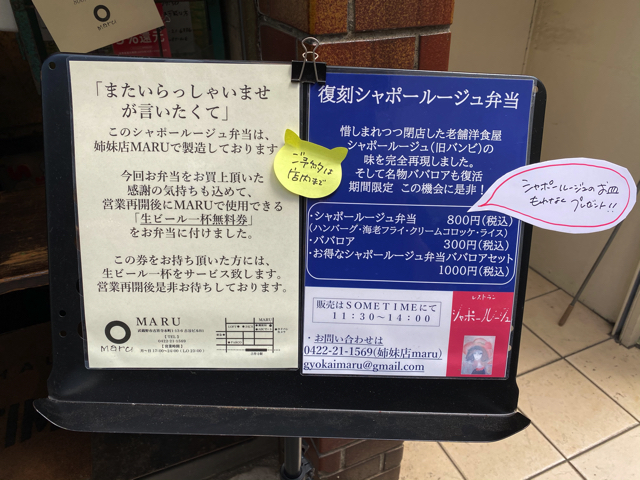 「またいらっしゃいませ
が言いたくて」
このシャポールージュ弁当は、
姉妹店MARUで製造しております
今回お弁当をお買上頂いた
感謝の気持ちも込めて、
営業再開後にMARUで使用できる
「生ビール一杯無料券」
をお弁当に付けました。
この券をお持ち頂いた方には、
生ビール一杯をサービス致します。
営業再開後是非お待ちしております。
MARU
【TEL】
0422-21-1569
【営業時間】
maru
MARU
ご予約は
店内まで
復刻シャポールージュ弁当
惜しまれつつ閉店した老舗洋食屋
シャポールージュ(旧バンビ)の
味を完全再現しました。
そして名物ババロアも復活
期間限定 この機会に是非!
・シャポールージュ弁当 800円(税込)
(ハンバーグ・海老フライ・クリームコロッケ・ライス)
・ババロア 300円(税込)
・お得なシャポールージュ弁当ババロアセット
1000円(税込)
販売はSOMETIMEにて
11:30~14:00
・お問い合わせは
0422-21-1569(姉妹店maru)
gyokaimaru@gmail.com
レストラン
シャポールージュ
シャポールージュのお皿
もれなく
プレゼント!!
maru